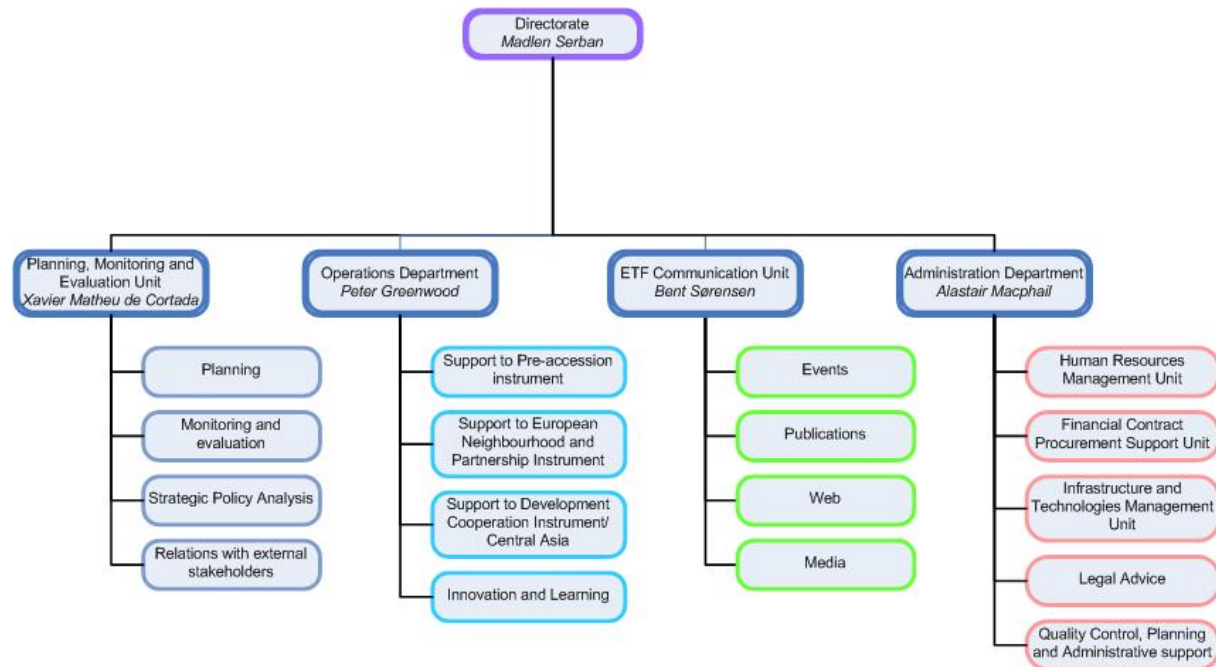 Directorate
Madlen Serban
Planning, Monitoring and
Evaluation Unit
Xavier Matheu de Cortada
Operations Department
Peter Greenwood
ETF Communication Unit
Bent Sørensen
Administration Department
Alastair Macphail
Planning
Monitoring and
evaluation
Strategic Policy Analysis
Relations with external
stakeholders
Support to Pre-accession
instrument
Support to European
Neighbourhood and
Partnership Instrument
Support to Development
Cooperation Instrument/
Central Asia
Innovation and Learning
Events
Publications
Web
Media
Human Resources
Management Unit
Financial Contract
Procurement Support Unit
Infrastructure and
Technologies Management
Unit
Legal Advice
Quality Control, Planning
and Administrative support